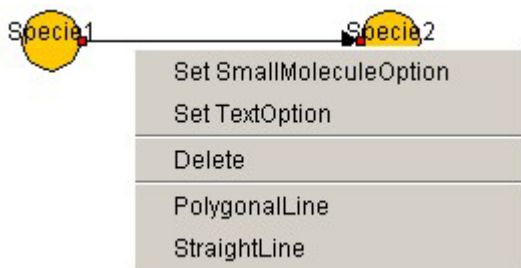 Specie1 Specie2
Set SmallMoleculeOption
Set TextOption
Delete
PolygonalLine
StraightLine